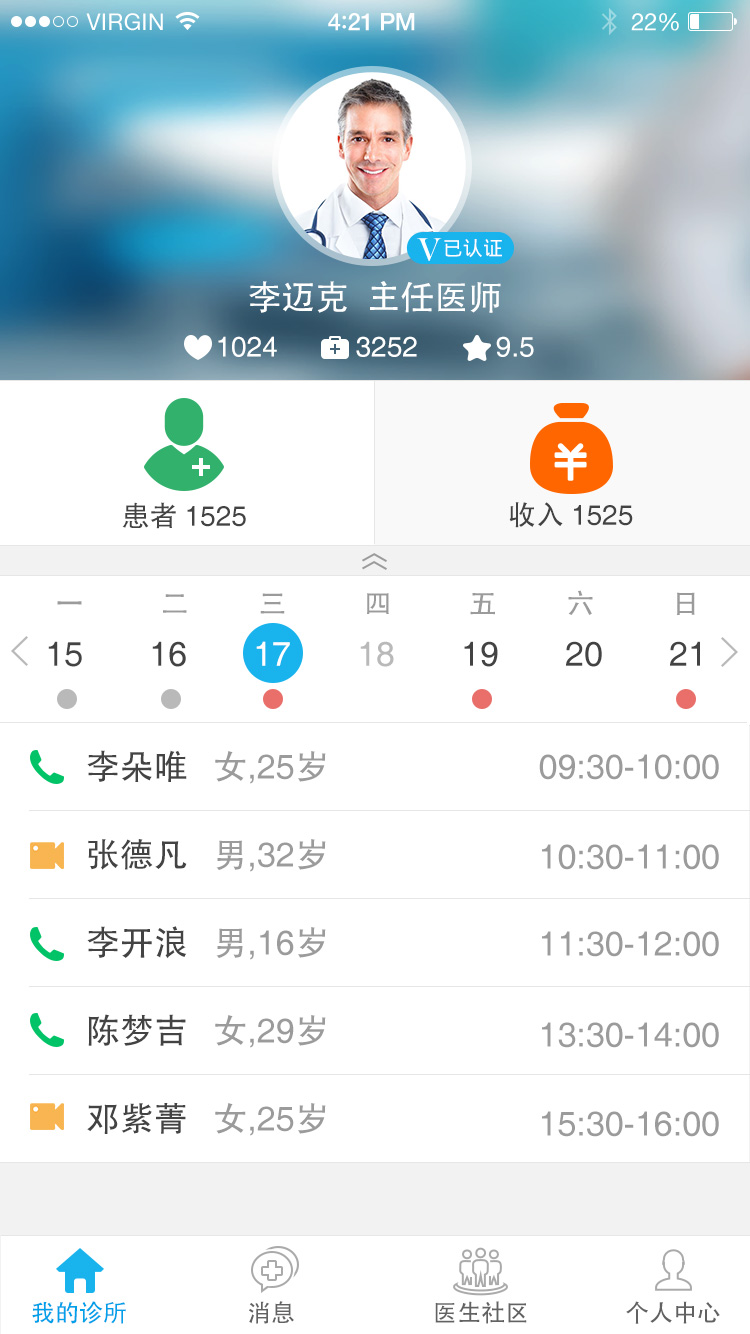 VIRGIN 4:21 PM 22%
V已认证
李迈克 主任医师
1024 3252 9.5
患者 1525 收入 1525
一 二 三 四 五 六 日
15 16 17 18 19 20 21
李朵唯 女,25岁 09:30-10:00
张德凡 男,32岁 10:30-11:00
李开浪 男,16岁 11:30-12:00
陈梦吉 女,29岁 13:30-14:00
邓紫菁 女,25岁 15:30-16:00
我的诊所 消息 医生社区 个人中心